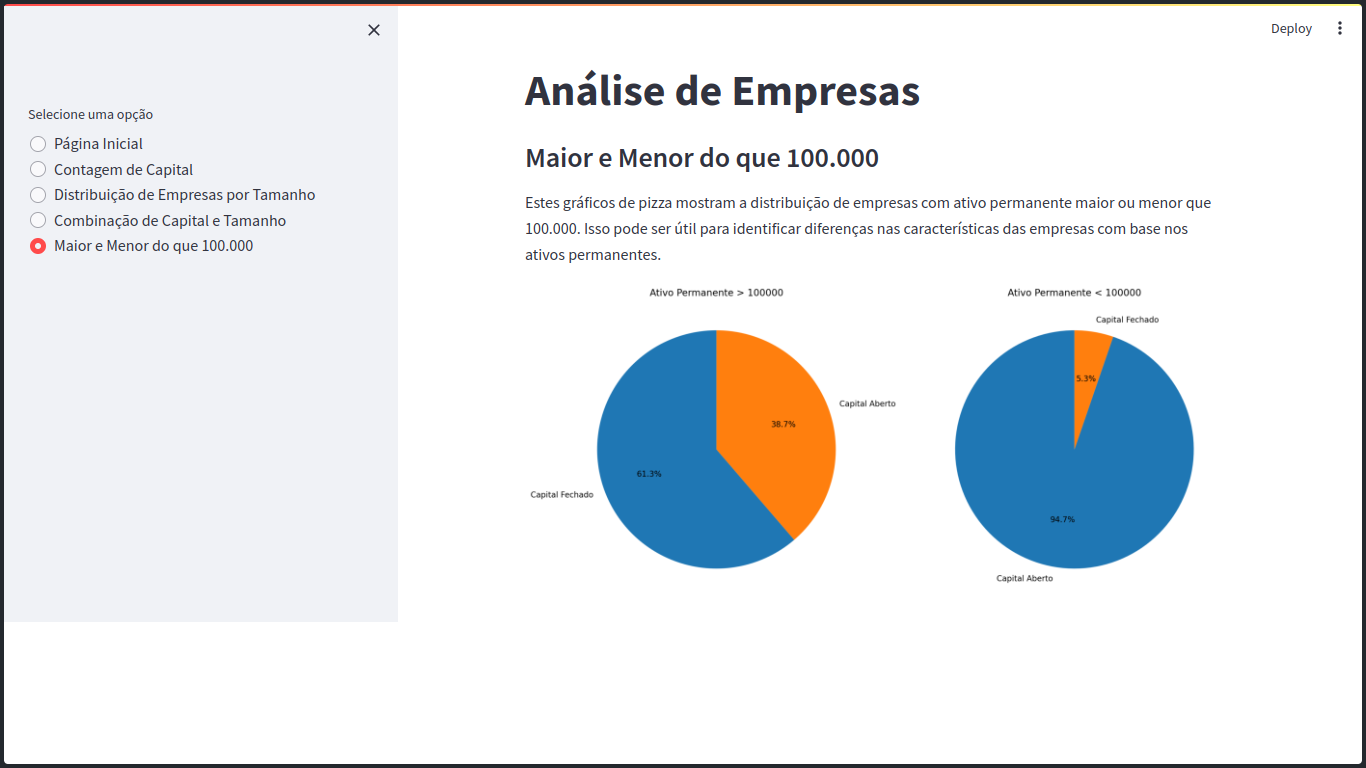 Deploy
Selecione uma opção
Página Inicial
Contagem de Capital
Distribuição de Empresas por Tamanho
Combinação de Capital e Tamanho
Maior e Menor do que 100.000
Análise de Empresas
Maior e Menor do que 100.000
Estes gráficos de pizza mostram a distribuição de empresas com ativo permanente maior ou menor que
100.000. Isso pode ser útil para identificar diferenças nas características das empresas com base nos
ativos permanentes.
Ativo Permanente > 100000
Capital Aberto
38.7%
61.3%
Capital Fechado
Ativo Permanente < 100000
Capital Fechado
5.3%
94.7%
Capital Aberto